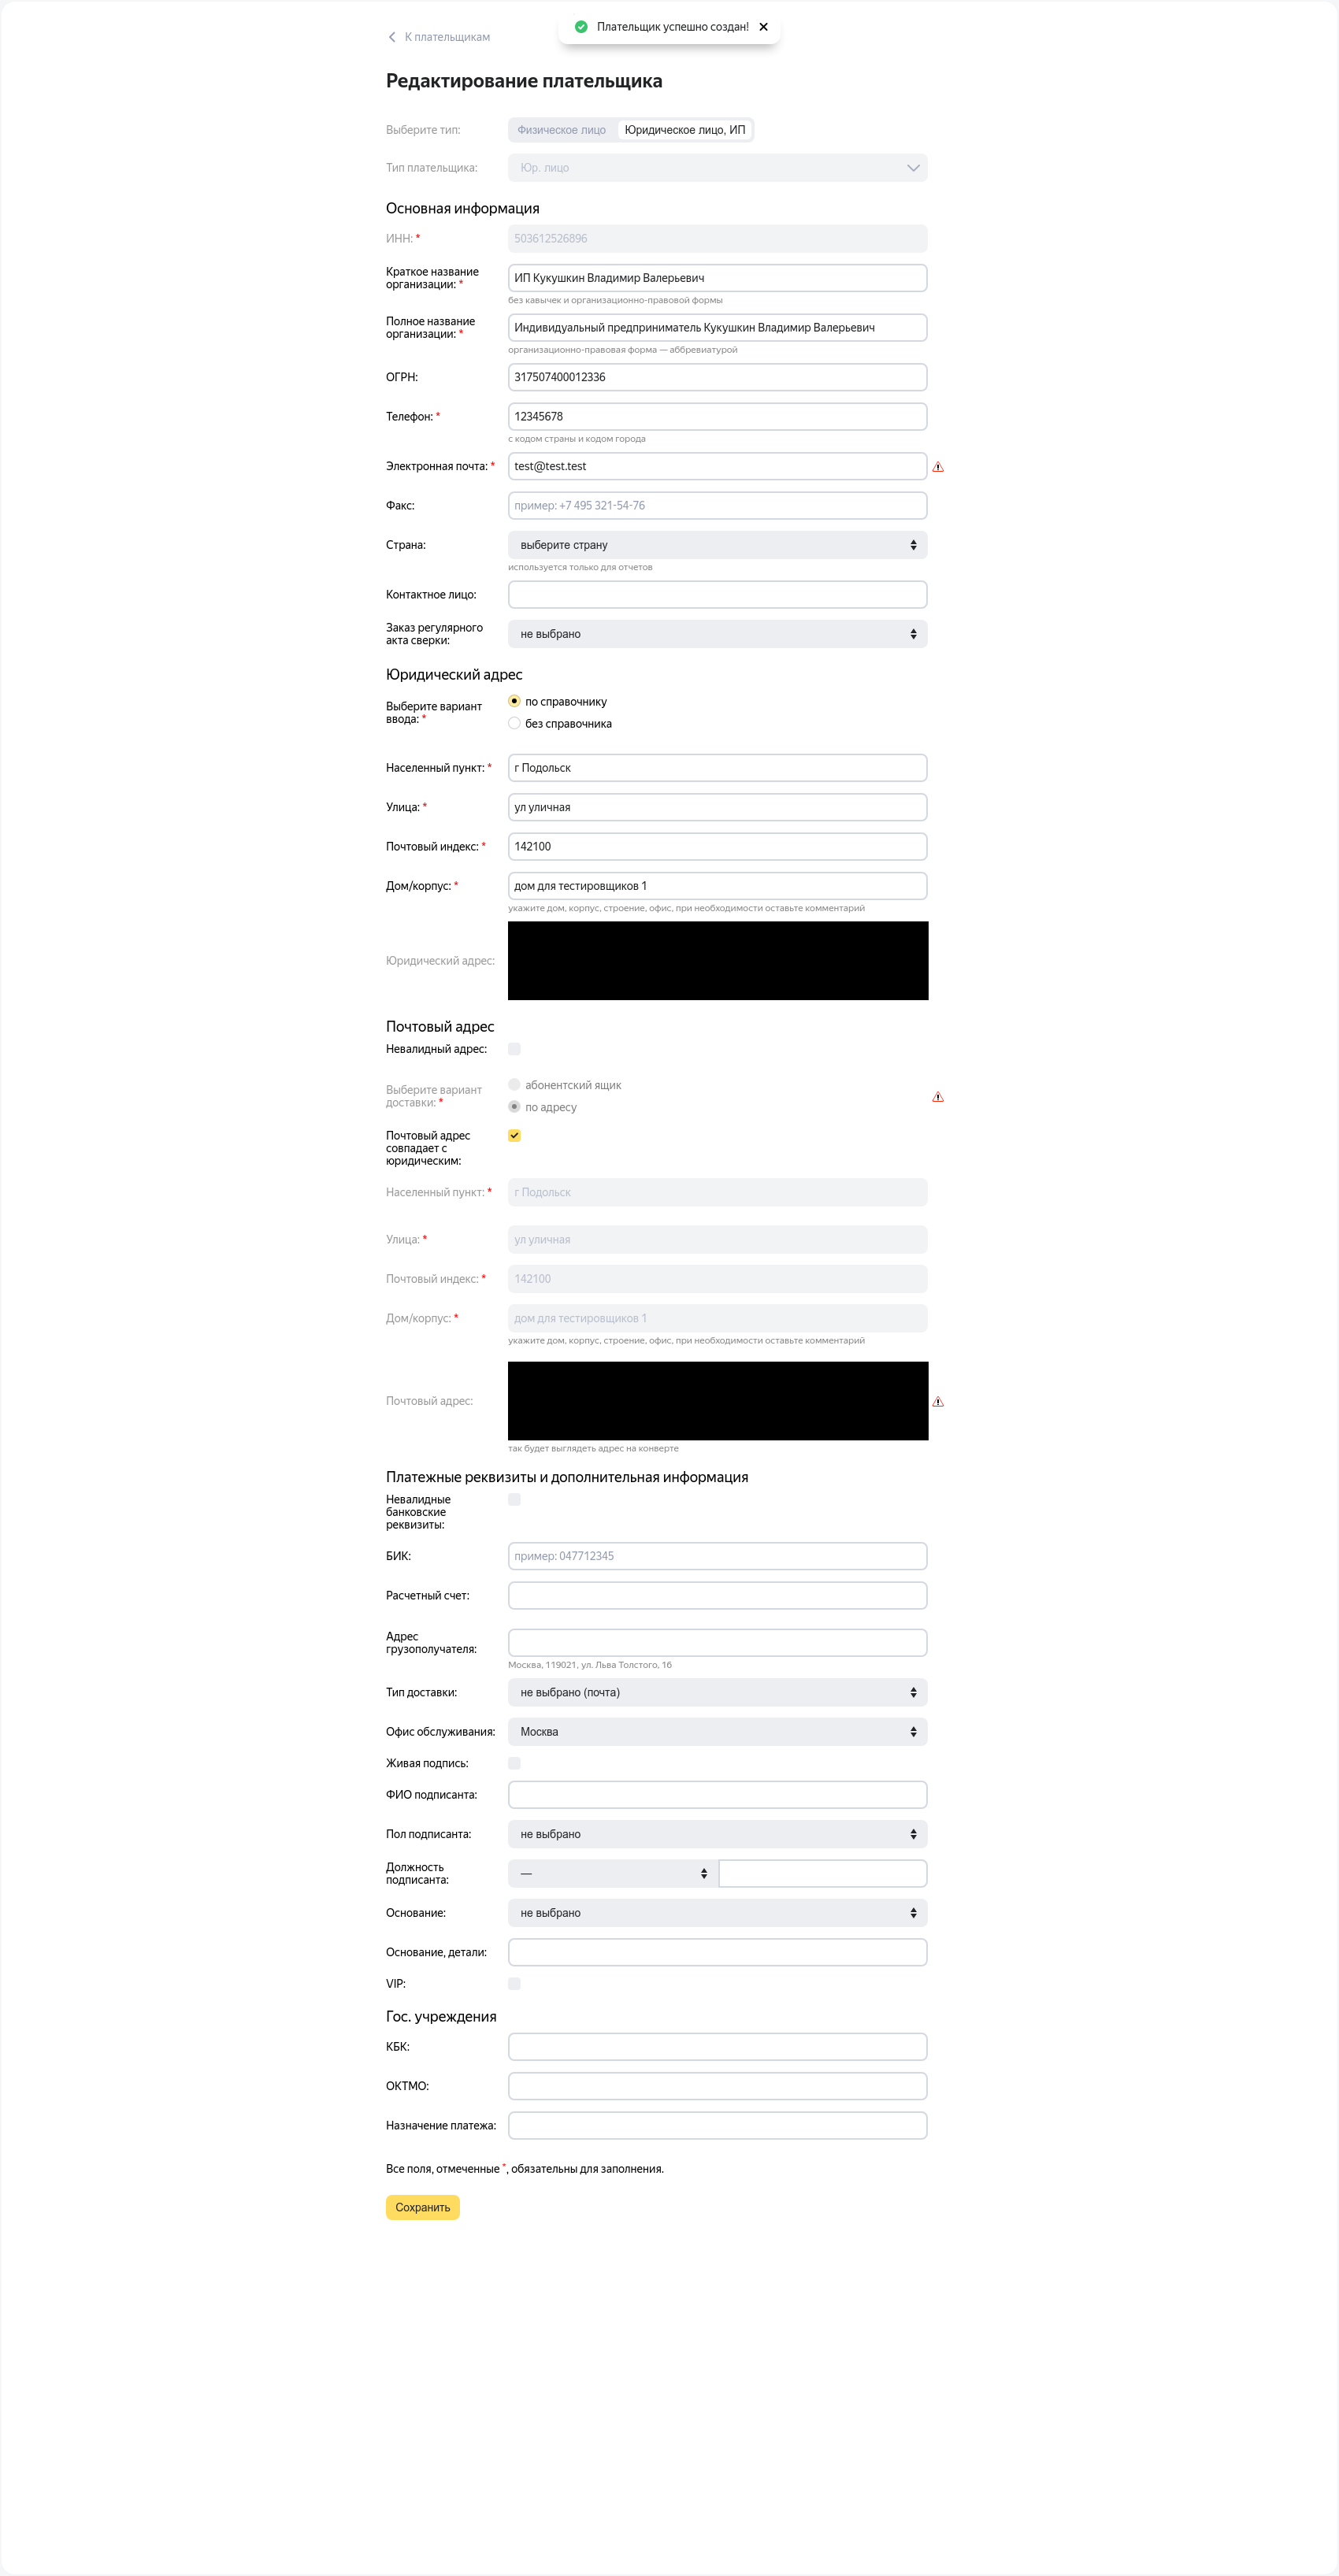 Плательщик успешно создан!
К плательщикам
Редактирование плательщика
Выберите тип:
Физическое лицо
Юридическое лицо, ИП
Тип плательщика:
Юр. лицо
Основная информация
ИНН: *
503612526896
Краткое название
организации: *
ИП Кукушкин Владимир Валерьевич
без кавычек и организационно-правовой формы
Полное название
организации: *
Индивидуальный предприниматель Кукушкин Владимир Валерьевич
организационно-правовая форма — аббревиатурой
ОГРН:
317507400012336
Телефон: *
12345678
с кодом страны и кодом города
Электронная почта: *
test@test.test
Факс:
пример: +7 495 321-54-76
Страна:
выберите страну
используется только для отчетов
Контактное лицо:
Заказ регулярного
акта сверки:
не выбрано
Юридический адрес
Выберите вариант
ввода: *
по справочнику
без справочника
Населенный пункт: *
г Подольск
Улица: *
ул уличная
Почтовый индекс: *
142100
Дом/корпус: *
дом для тестировщиков 1
укажите дом, корпус, строение, офис, при необходимости оставьте комментарий
Юридический адрес:
Почтовый адрес
Невалидный адрес:
Выберите вариант
доставки: *
абонентский ящик
по адресу
Почтовый адрес
совпадает с
юридическим:
Населенный пункт: *
г Подольск
Улица: *
ул уличная
Почтовый индекс: *
142100
Дом/корпус: *
дом для тестировщиков 1
укажите дом, корпус, строение, офис, при необходимости оставьте комментарий
Почтовый адрес:
так будет выглядеть адрес на конверте
Платежные реквизиты и дополнительная информация
Невалидные
банковские
реквизиты:
БИК:
пример: 047712345
Расчетный счет:
Адрес
грузополучателя:
Москва, 119021, ул. Льва Толстого, 16
Тип доставки:
не выбрано (почта)
Офис обслуживания:
Москва
Живая подпись:
ФИО подписанта:
Пол подписанта:
не выбрано
Должность
подписанта:
—
Основание:
не выбрано
Основание, детали:
VIP:
Гос. учреждения
КБК:
ОКТМО:
Назначение платежа:
Все поля, отмеченные *, обязательны для заполнения.
Сохранить